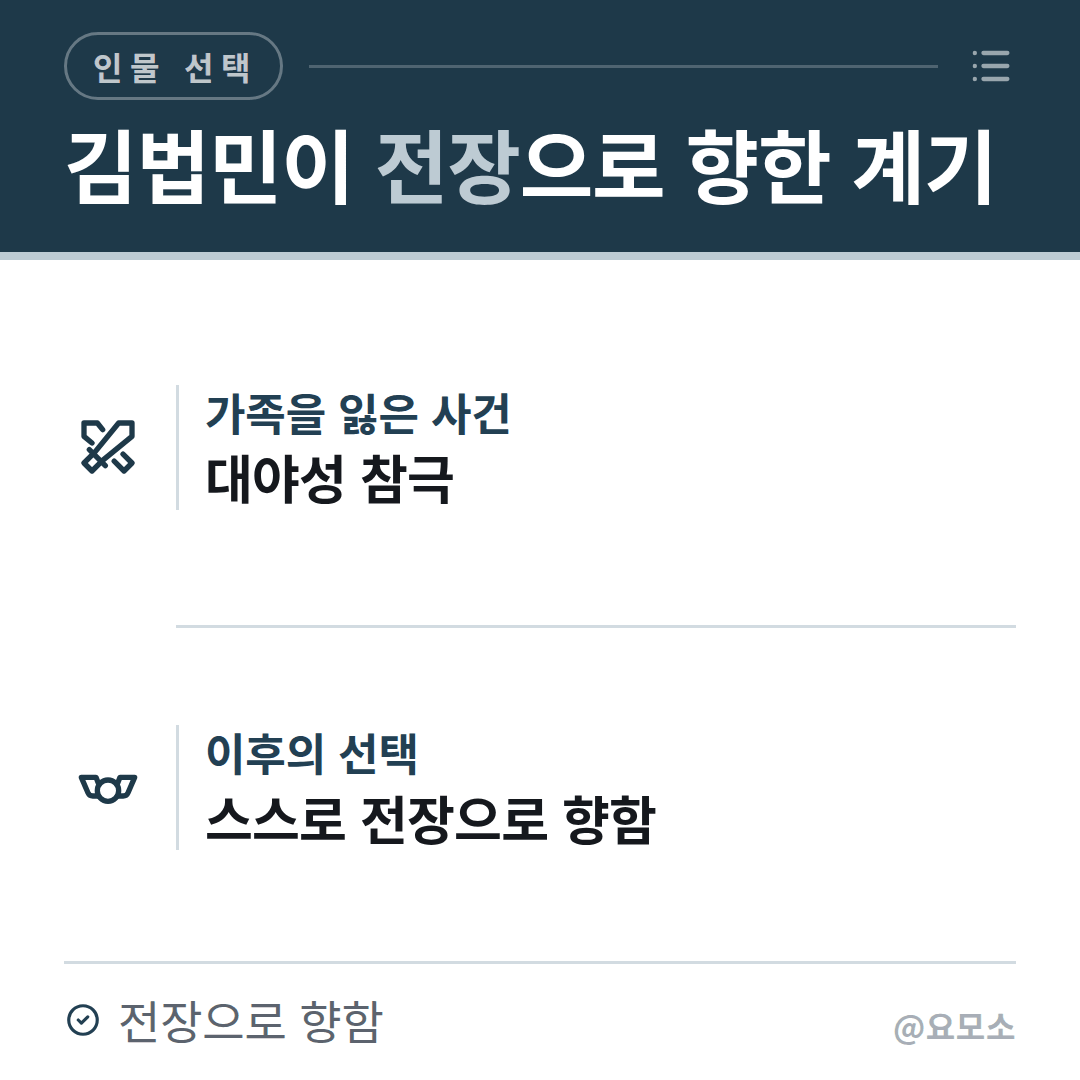 인물 선택
김법민이 전장으로 향한 계기
가족을 잃은 사건
대야성 참극
이후의 선택
스스로 전장으로 향함
전장으로 향함
@요모소